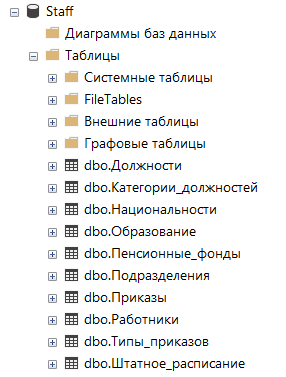 Staff
Диаграммы баз данных
Таблицы
Системные таблицы
FileTables
Внешние таблицы
Графовые таблицы
dbo.Должности
dbo.Категории_должностей
dbo.Национальности
dbo.Образование
dbo.Пенсионные_фонды
dbo.Подразделения
dbo.Приказы
dbo.Работники
dbo.Типы_приказов
dbo.Штатное_расписание